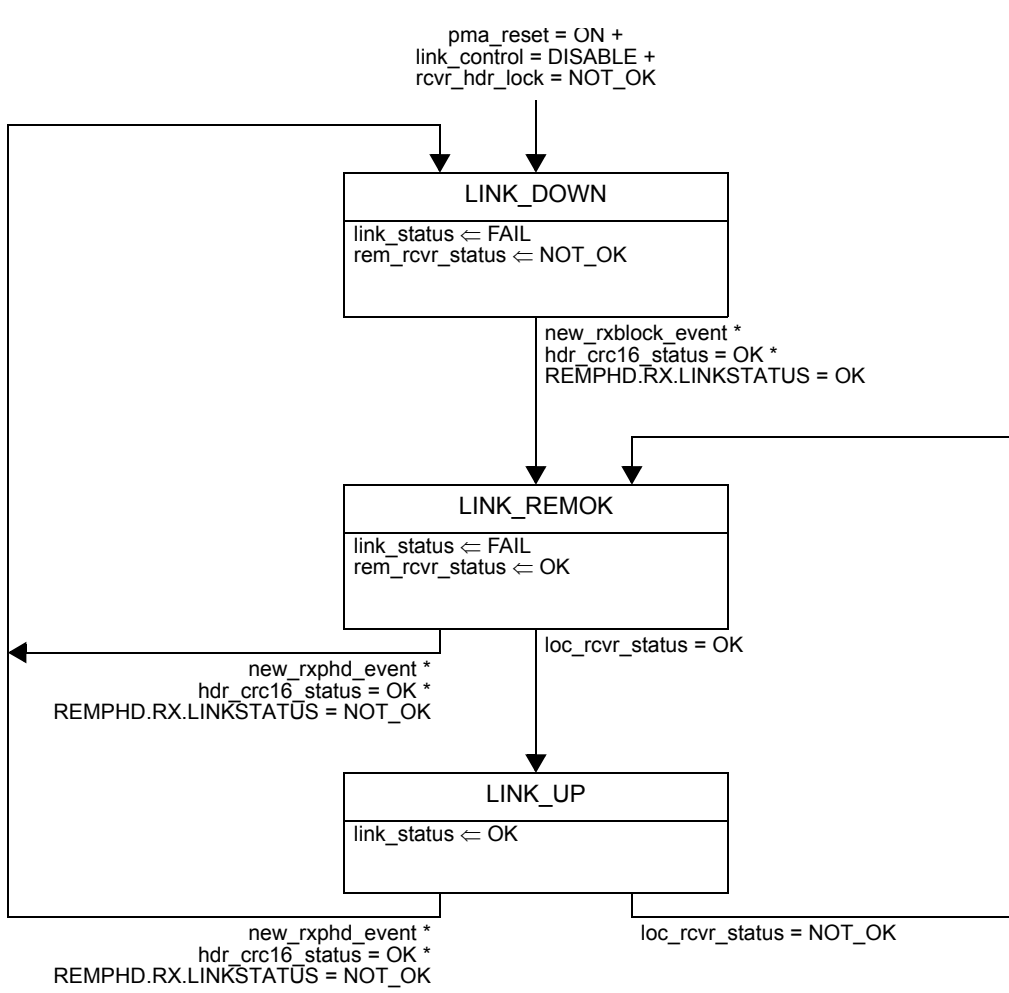 pma_reset = ON +
link_control = DISABLE +
rcvr_hdr_lock = NOT_OK
LINK_DOWN
link_status ⇐ FAIL
rem_rcvr_status ⇐ NOT_OK
new_rxblock_event *
hdr_crc16_status = OK *
REMPHD.RX.LINKSTATUS = OK
LINK_REMOK
link_status ⇐ FAIL
rem_rcvr_status ⇐ OK
loc_rcvr_status = OK
new_rxphd_event *
hdr_crc16_status = OK *
REMPHD.RX.LINKSTATUS = NOT_OK
LINK_UP
link_status ⇐ OK
new_rxphd_event *
hdr_crc16_status = OK *
REMPHD.RX.LINKSTATUS = NOT_OK
loc_rcvr_status = NOT_OK